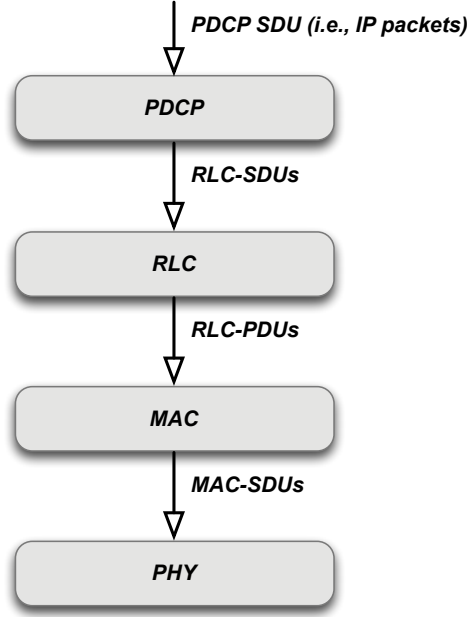 PDCP SDU (i.e., IP packets)
PDCP
RLC-SDUs
RLC
RLC-PDUs
MAC
MAC-SDUs
PHY